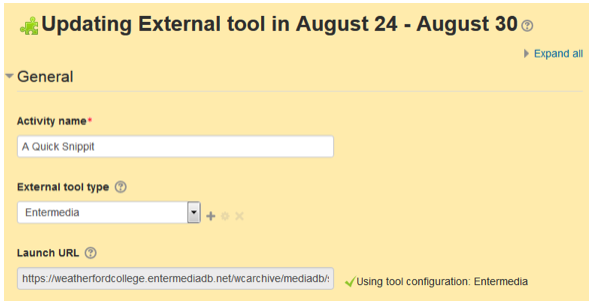 Updating External tool in August 24 - August 30
Expand all
General
Activity name*
A Quick Snippit
External tool type
Entermedia
Launch URL
https://weatherfordcollege.entermediadb.net/wcarchive/mediadb/s
Using tool configuration: Entermedia